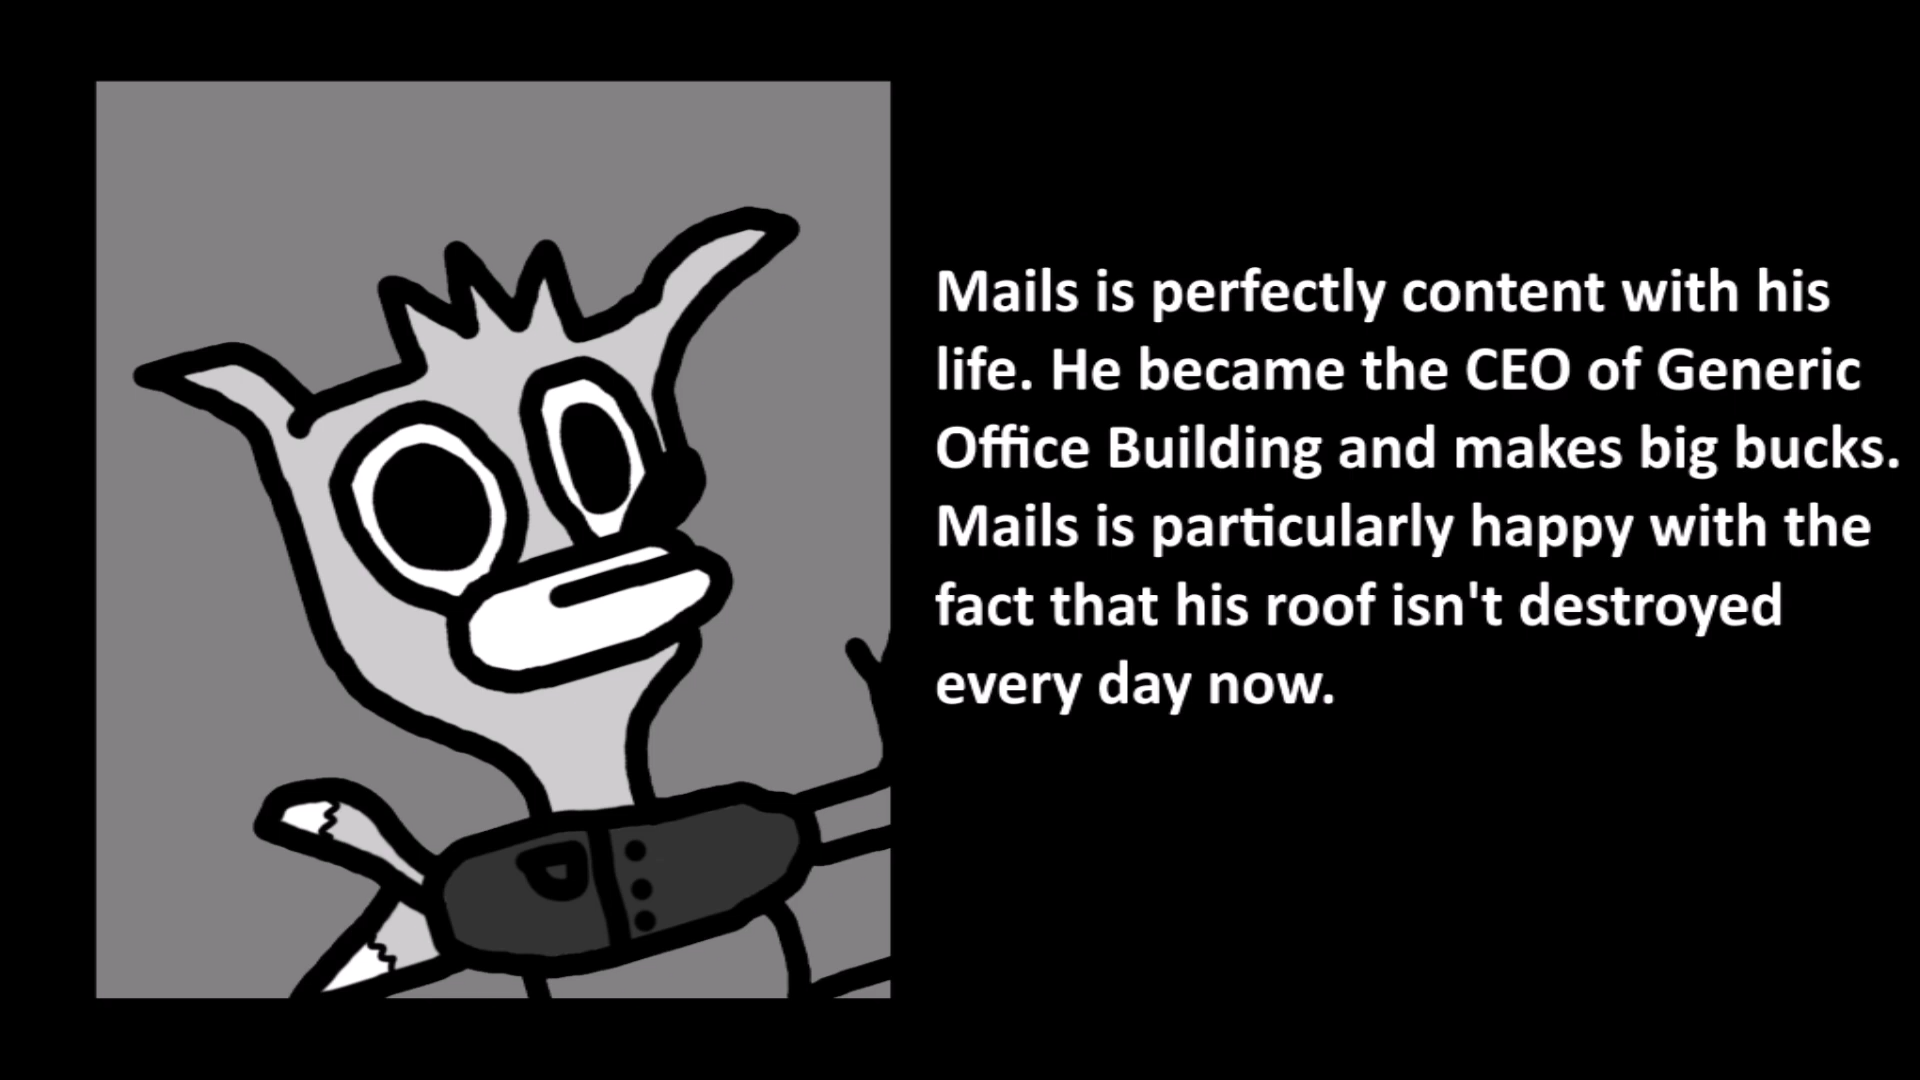 Mails is perfectly content with his
life. He became the CEO of Generic
Office Building and makes big bucks.
Mails is particularly happy with the
fact that his roof isn't destroyed
every day now.